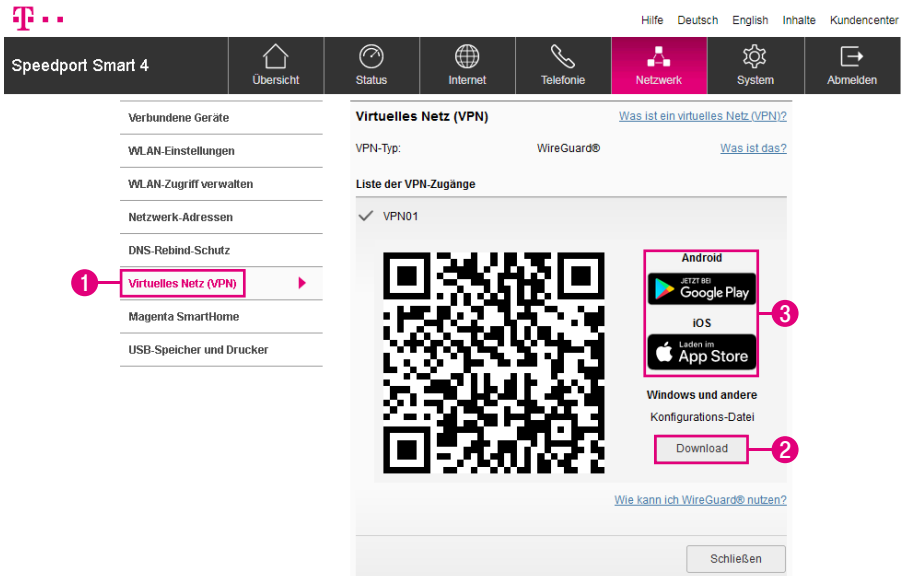 T
Hilfe Deutsch English Inhalte Kundencenter
Speedport Smart 4
Übersicht
Status
Internet
Telefonie
Netzwerk
System
Abmelden
Verbundene Geräte
WLAN-Einstellungen
WLAN-Zugriff verwalten
Netzwerk-Adressen
DNS-Rebind-Schutz
1
Virtuelles Netz (VPN)
Magenta SmartHome
USB-Speicher und Drucker
Virtuelles Netz (VPN)
Was ist ein virtuelles Netz (VPN)?
VPN-Typ:
WireGuard®
Was ist das?
Liste der VPN-Zugänge
VPN01
Android
JETZT BEI
Google Play
3
iOS
Laden im
App Store
Windows und andere
Konfigurations-Datei
Download
2
Wie kann ich WireGuard® nutzen?
Schließen